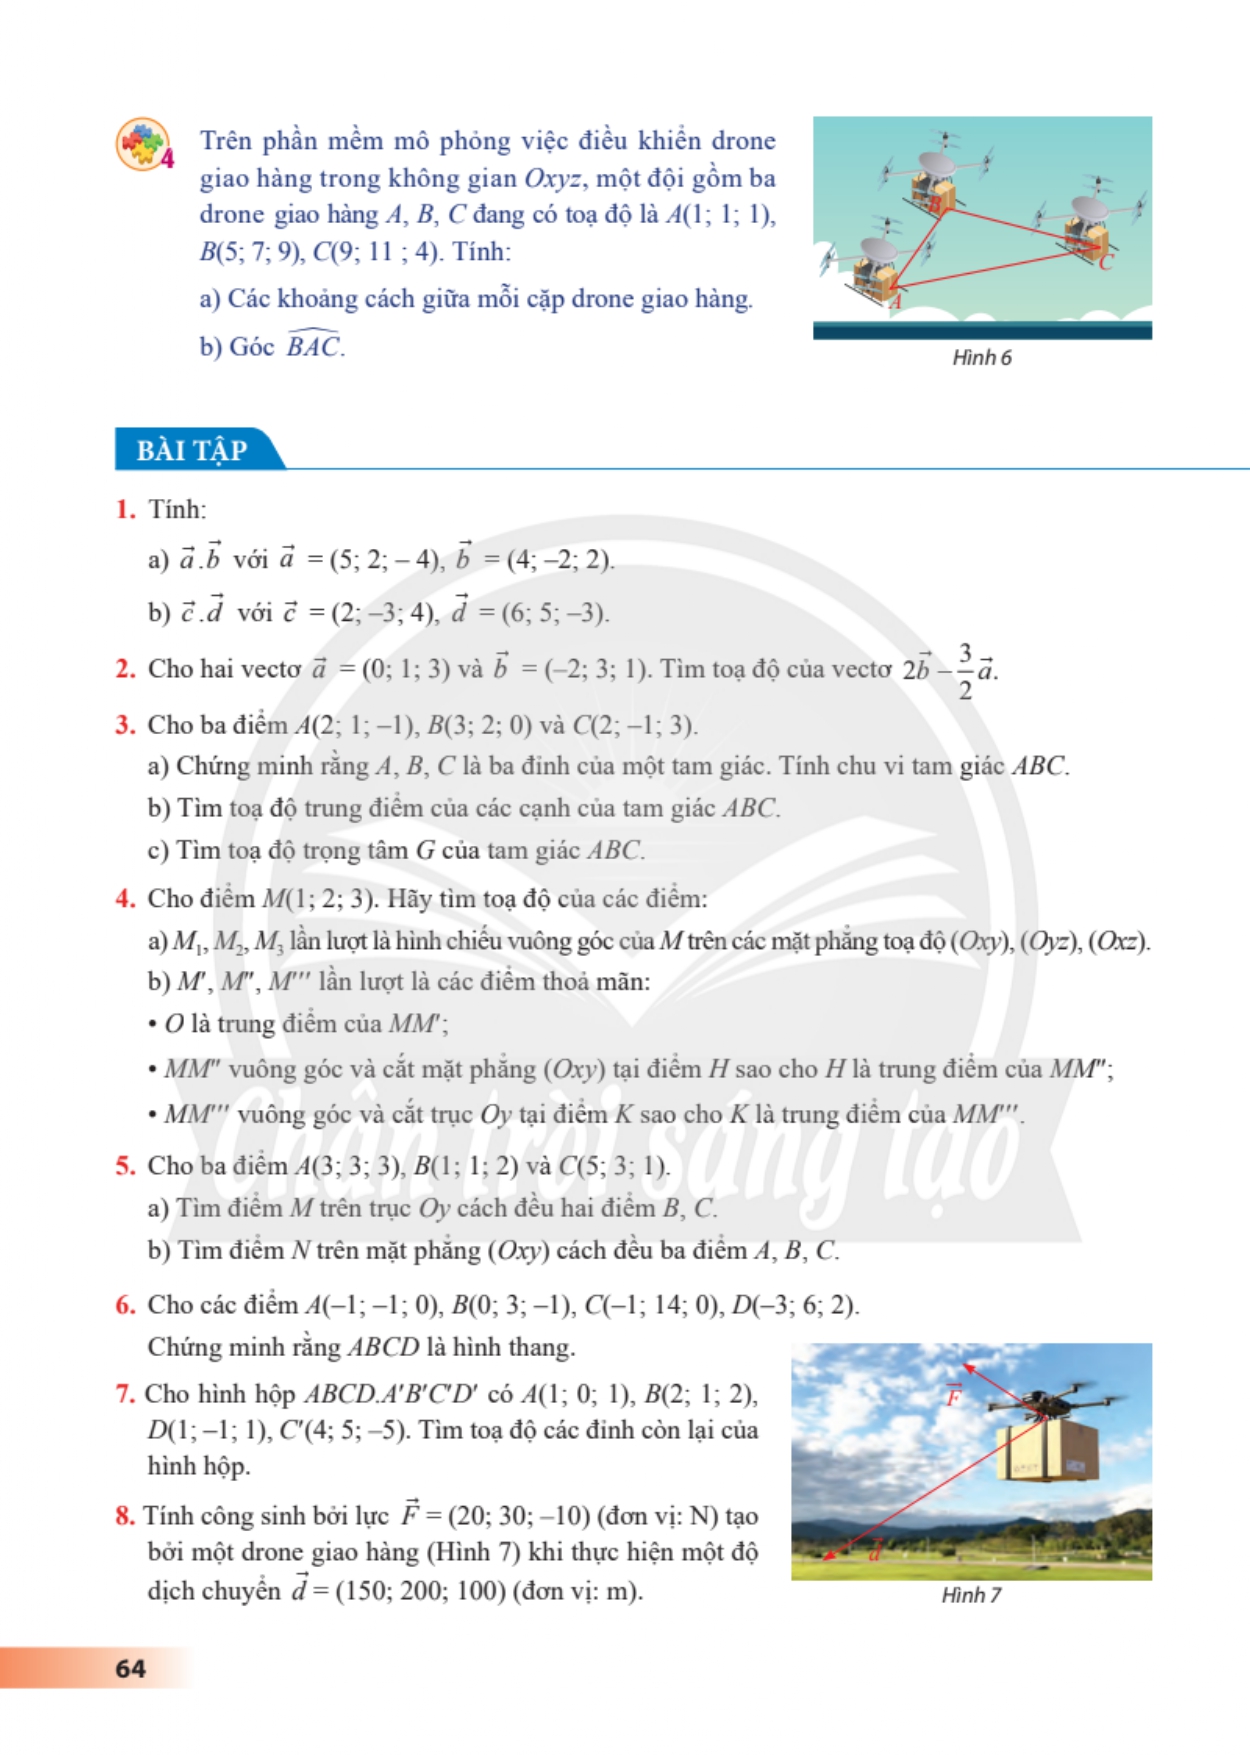 4
Trên phần mềm mô phỏng việc điều khiển drone
giao hàng trong không gian Oxyz, một đội gồm ba
drone giao hàng A, B, C đang có toạ độ là A(1; 1; 1),
B(5; 7; 9), C(9; 11 ; 4). Tính:
a) Các khoảng cách giữa mỗi cặp drone giao hàng.
b) Góc \widehat{BAC}.
B
C
A
Hình 6
BÀI TẬP
1. Tính:
a) \vec{a}.\vec{b} với \vec{a} = (5; 2; – 4), \vec{b} = (4; –2; 2).
b) \vec{c}.\vec{d} với \vec{c} = (2; –3; 4), \vec{d} = (6; 5; –3).
2. Cho hai vectơ \vec{a} = (0; 1; 3) và \vec{b} = (–2; 3; 1). Tìm toạ độ của vectơ 2\vec{b} – \frac{3}{2}\vec{a}.
3. Cho ba điểm A(2; 1; –1), B(3; 2; 0) và C(2; –1; 3).
a) Chứng minh rằng A, B, C là ba đỉnh của một tam giác. Tính chu vi tam giác ABC.
b) Tìm toạ độ trung điểm của các cạnh của tam giác ABC.
c) Tìm toạ độ trọng tâm G của tam giác ABC.
4. Cho điểm M(1; 2; 3). Hãy tìm toạ độ của các điểm:
a) M₁, M₂, M₃ lần lượt là hình chiếu vuông góc của M trên các mặt phẳng toạ độ (Oxy), (Oyz), (Oxz).
b) M′, M″, M‴ lần lượt là các điểm thoả mãn:
• O là trung điểm của MM′;
• MM″ vuông góc và cắt mặt phẳng (Oxy) tại điểm H sao cho H là trung điểm của MM″;
• MM‴ vuông góc và cắt trục Oy tại điểm K sao cho K là trung điểm của MM‴.
Chân trời sáng tạo
5. Cho ba điểm A(3; 3; 3), B(1; 1; 2) và C(5; 3; 1).
a) Tìm điểm M trên trục Oy cách đều hai điểm B, C.
b) Tìm điểm N trên mặt phẳng (Oxy) cách đều ba điểm A, B, C.
6. Cho các điểm A(–1; –1; 0), B(0; 3; –1), C(–1; 14; 0), D(–3; 6; 2).
Chứng minh rằng ABCD là hình thang.
7. Cho hình hộp ABCD.A′B′C′D′ có A(1; 0; 1), B(2; 1; 2),
D(1; –1; 1), C′(4; 5; –5). Tìm toạ độ các đỉnh còn lại của
hình hộp.
8. Tính công sinh bởi lực \vec{F} = (20; 30; –10) (đơn vị: N) tạo
bởi một drone giao hàng (Hình 7) khi thực hiện một độ
dịch chuyển \vec{d} = (150; 200; 100) (đơn vị: m).
\vec{F}
\vec{d}
Hình 7
64